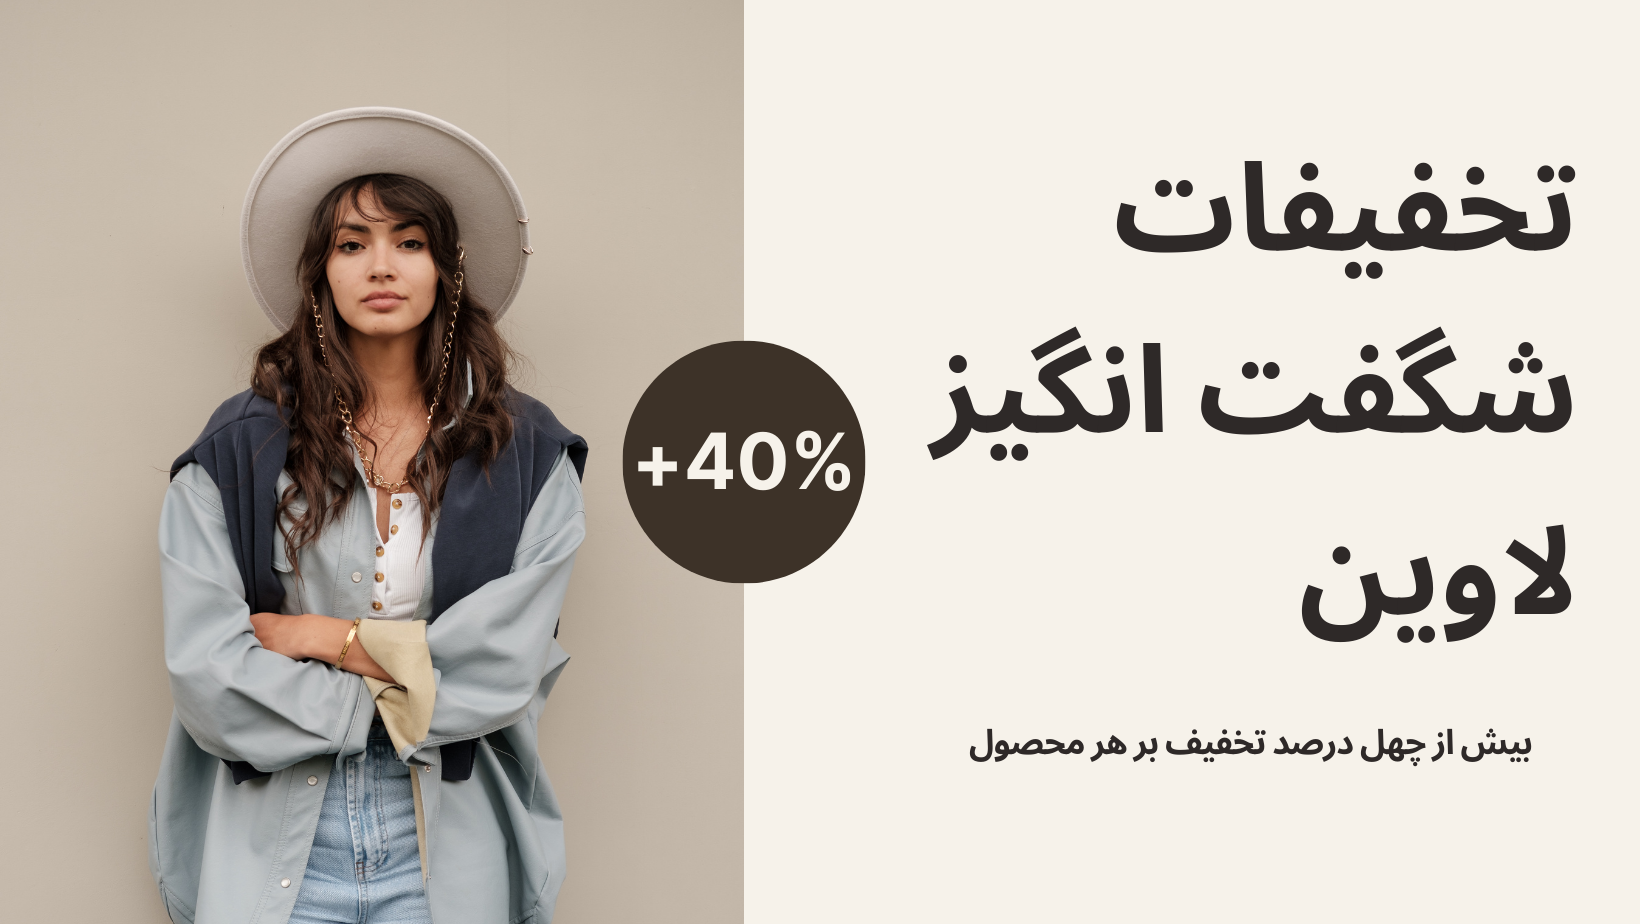 تخفیفات
شگفت انگیز
لاوین
+40%
بیش از چهل درصد تخفیف بر هر محصول